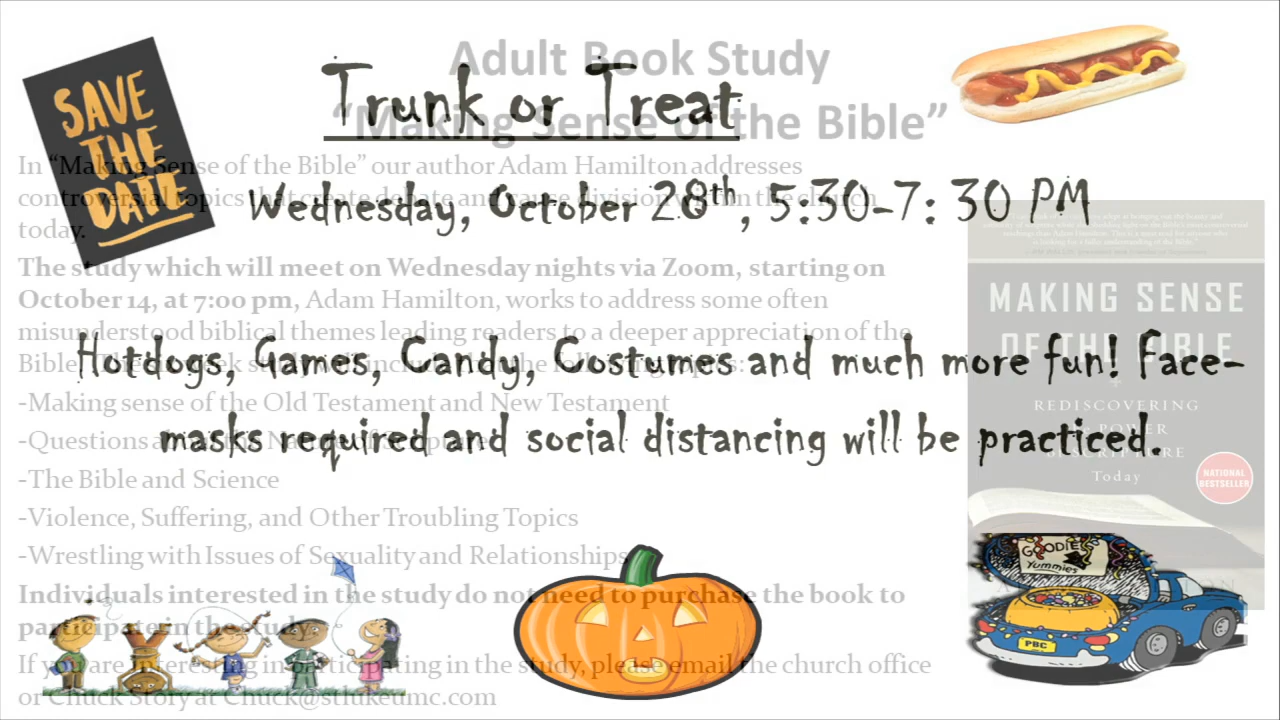 SAVE
THE
DATE
Trunk or Treat
Wednesday, October 28th, 5:30-7: 30 PM
Hotdogs, Games, Candy, Costumes and much more fun! Face-
masks required and social distancing will be practiced.
GOODIES
Yummies
PBC
Adult Book Study
“Making Sense of the Bible”
In “Making Sense of the Bible” our author Adam Hamilton addresses
controversial topics that create debate and division in the church
today.
The study which will meet on Wednesday nights via Zoom, starting on
October 14, at 7:00 pm, Adam Hamilton, works to address some often
misunderstood biblical themes leading readers to a deeper appreciation of the
Bible.
-Making sense of the Old Testament and New Testament
-Questions about the Nature of Scripture
-The Bible and Science
-Violence, Suffering, and Other Troubling Topics
-Wrestling with Issues of Sexuality and Relationships
Individuals interested in the study do not need to purchase the book to
participate in the study.
If you are interesting in participating in the study, please email the church office
or Chuck Story at Chuck@stlukeumc.com
MAKING SENSE
OF THE BIBLE
REDISCOVERING
POWER
SCRIPTURE
Today
NATIONAL
BESTSELLER